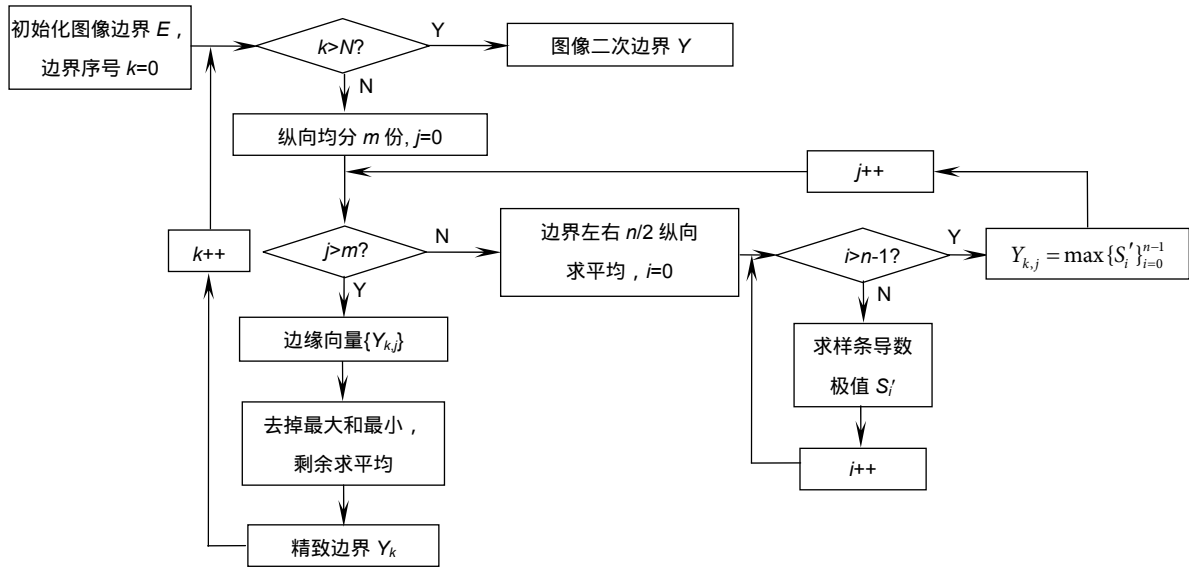 初始化图像边界 E，
边界序号 k=0
k>N?
Y
图像二次边界 Y
N
纵向均分 m 份, j=0
j++
k++
j>m?
N
边界左右 n/2 纵向
求平均，i=0
i>n-1?
Y
Y_{k,j} = max{S_i′}_{i=0}^{n-1}
Y
N
边缘向量{Y_{k,j}}
求样条导数
极值 S_i′
去掉最大和最小，
剩余求平均
i++
精致边界 Y_k